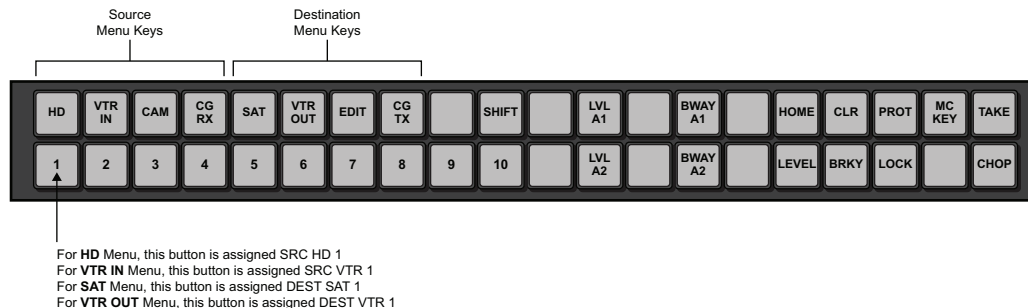 Source
Menu Keys
Destination
Menu Keys
HD
VTR
IN
CAM
CG
RX
SAT
VTR
OUT
EDIT
CG
TX
SHIFT
LVL
A1
BWAY
A1
HOME
CLR
PROT
MC
KEY
TAKE
1
2
3
4
5
6
7
8
9
10
LVL
A2
BWAY
A2
LEVEL
BRKY
LOCK
CHOP
For HD Menu, this button is assigned SRC HD 1
For VTR IN Menu, this button is assigned SRC VTR 1
For SAT Menu, this button is assigned DEST SAT 1
For VTR OUT Menu, this button is assigned DEST VTR 1